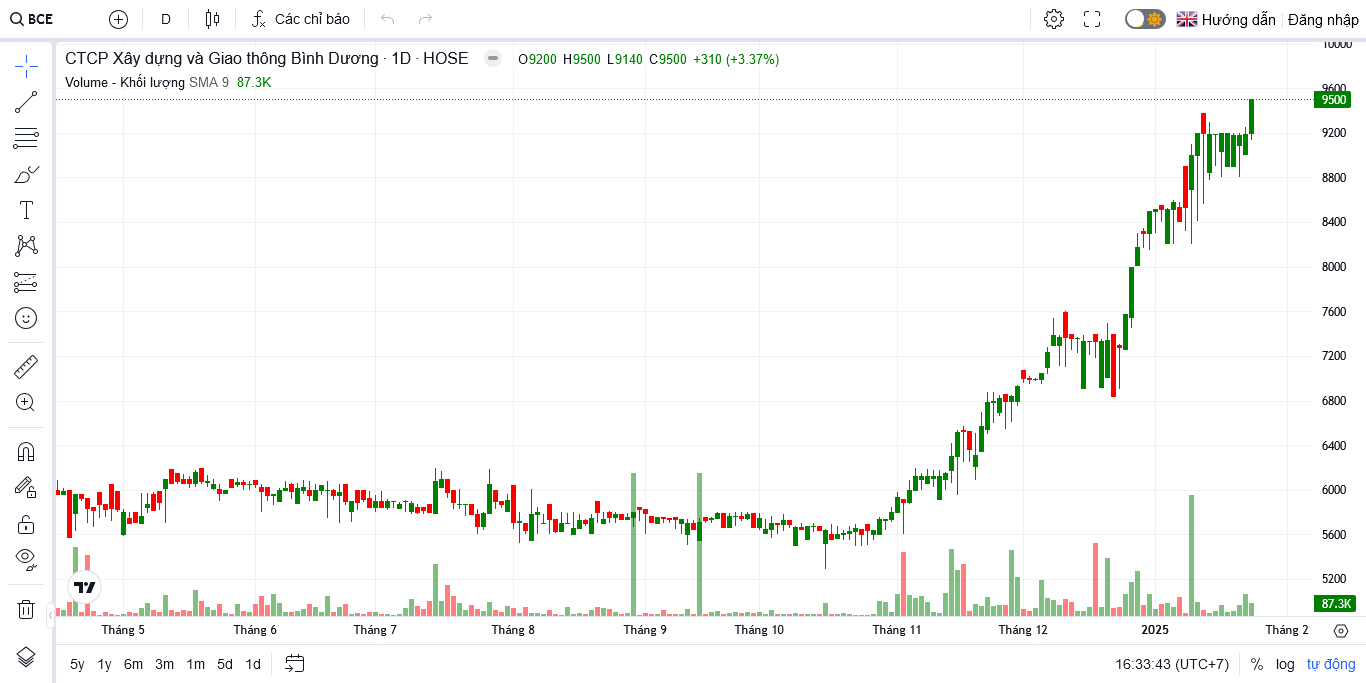 BCE D Các chỉ báo Hướng dẫn Đăng nhập
CTCP Xây dựng và Giao thông Bình Dương · 1D · HOSE O9200 H9500 L9140 C9500 +310 (+3.37%)
Volume - Khối lượng SMA 9 87.3K
10000
9600
9500
9200
8800
8400
8000
7600
7200
6800
6400
6000
5600
5200
87.3K
Tháng 5 Tháng 6 Tháng 7 Tháng 8 Tháng 9 Tháng 10 Tháng 11 Tháng 12 2025 Tháng 2
5y 1y 6m 3m 1m 5d 1d 16:33:43 (UTC+7) % log tự động